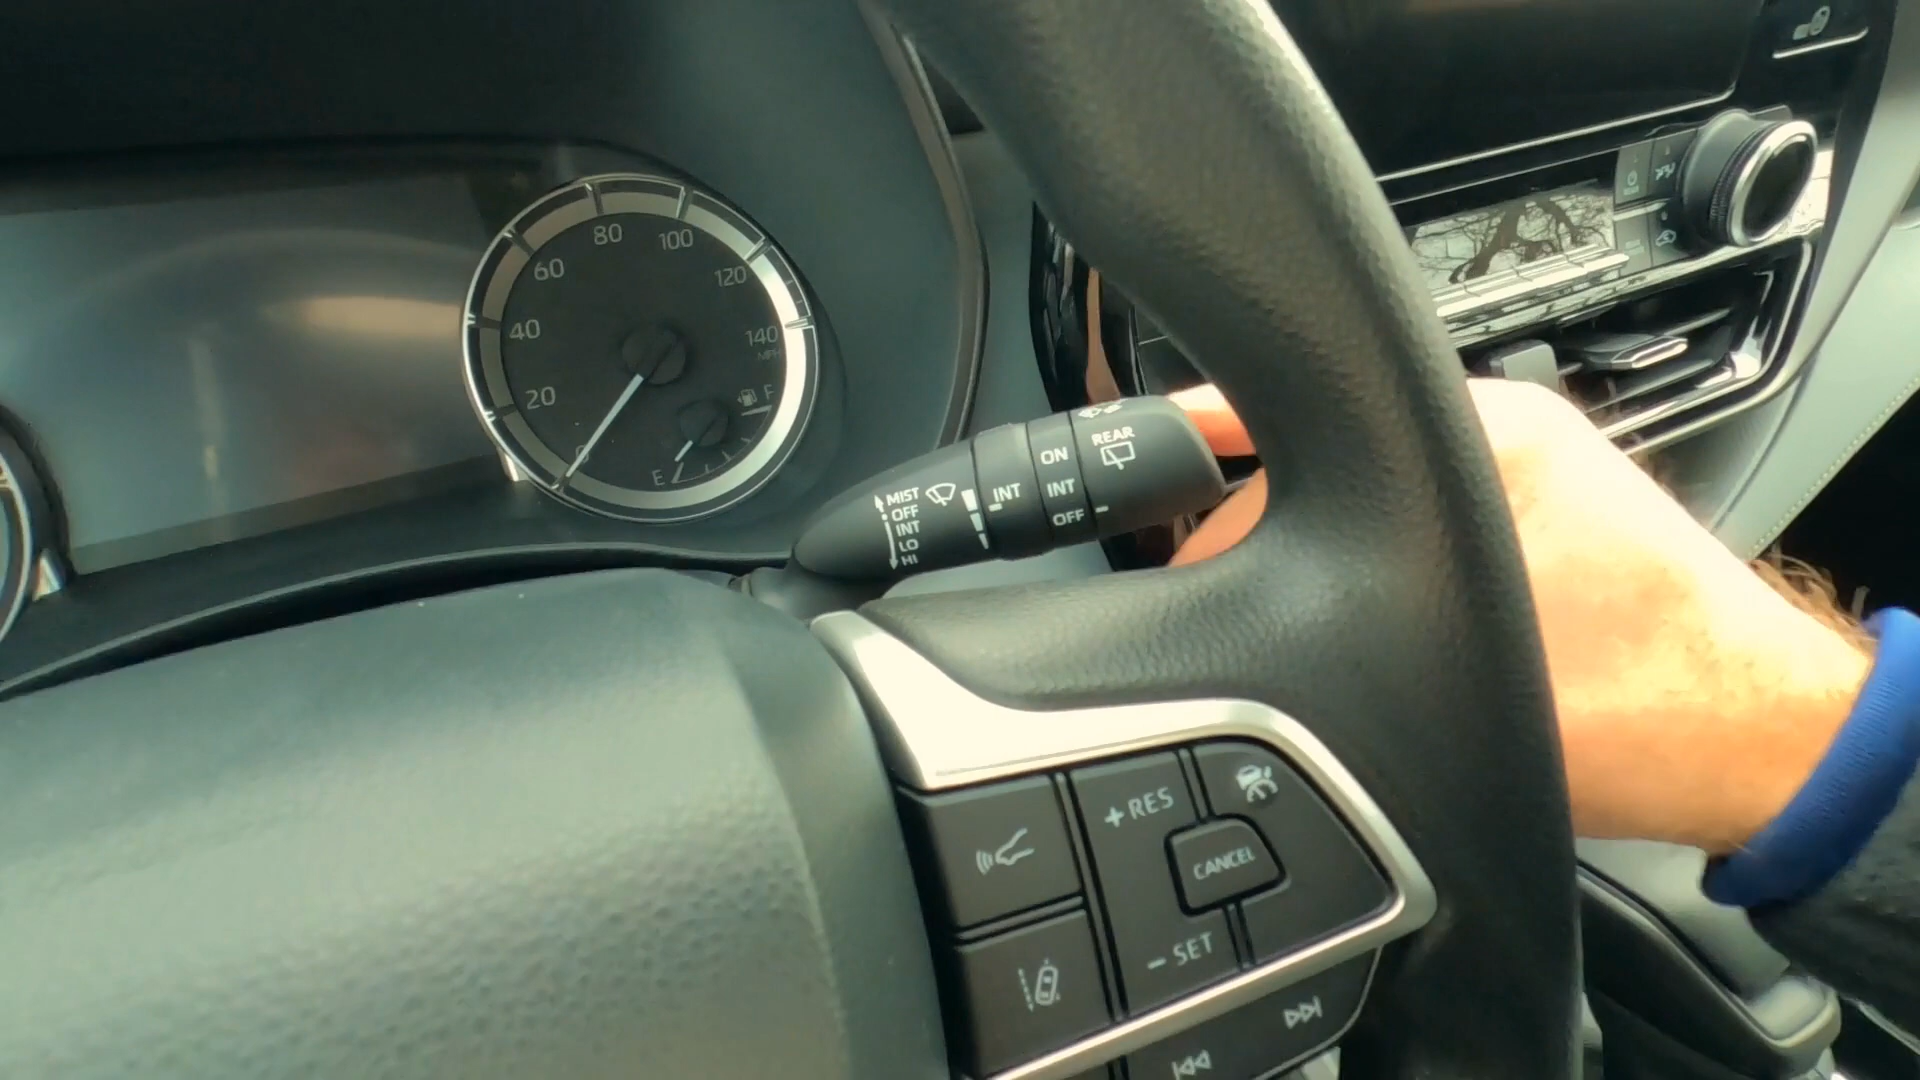 80
100
60
120
40
140
MPH
20
F
0
E
MIST
OFF
INT
LO
HI
INT
ON
INT
OFF
REAR
+ RES
CANCEL
- SET